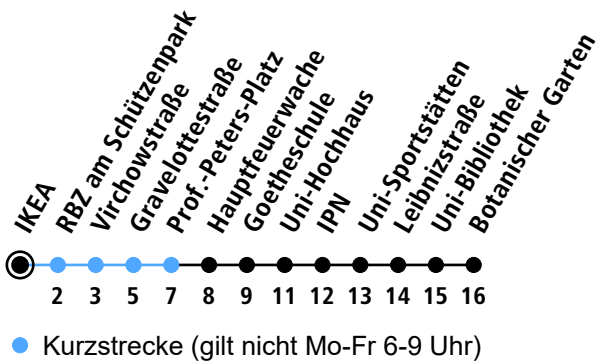 IKEA
RBZ am Schützenpark
Virchowstraße
Gravelottestraße
Prof.-Peters-Platz
Hauptfeuerwache
Goetheschule
Uni-Hochhaus
IPN
Uni-Sportstätten
Leibnizstraße
Uni-Bibliothek
Botanischer Garten
2 3 5 7 8 9 11 12 13 14 15 16
Kurzstrecke (gilt nicht Mo-Fr 6-9 Uhr)